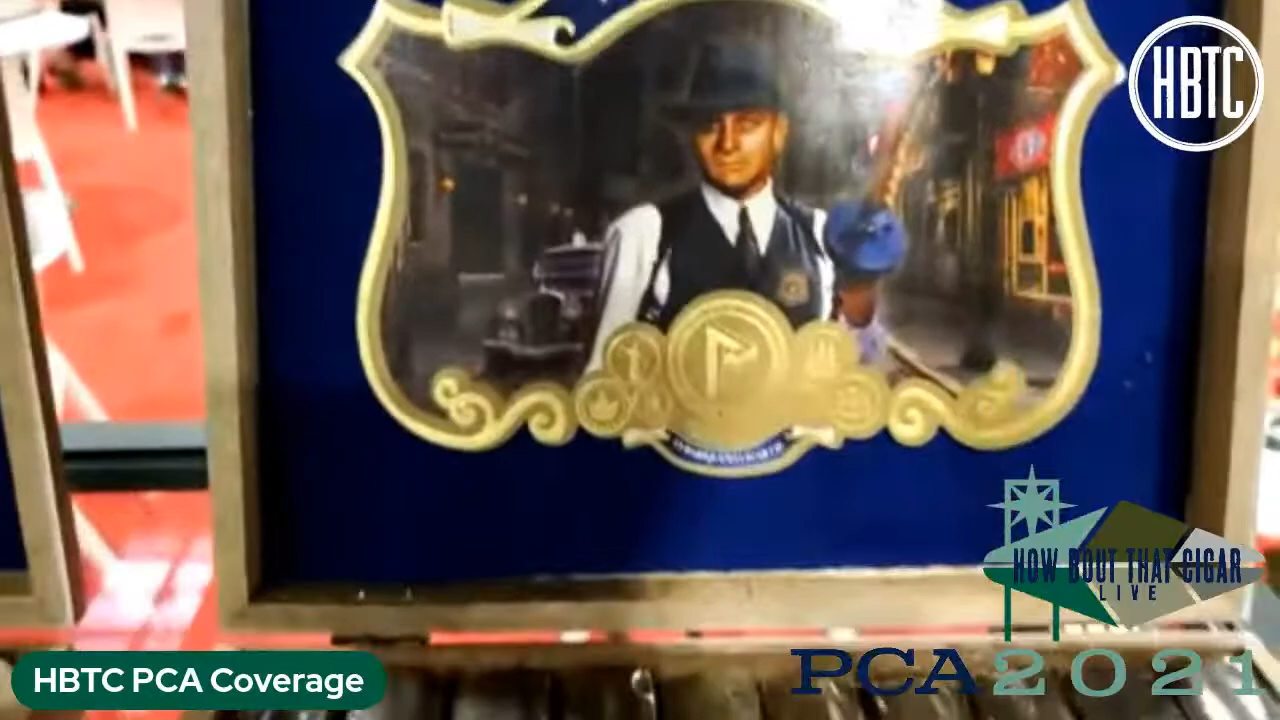 HBTC
HOW BOUT THAT CIGAR
LIVE
PCA 2021
HBTC PCA Coverage